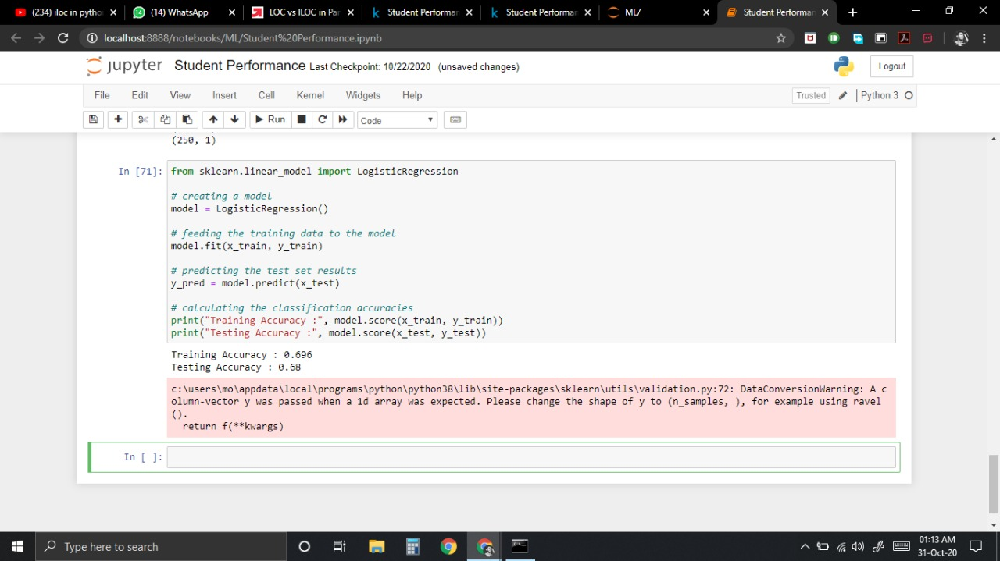 (234) iloc in pytho
(14) WhatsApp
LOC vs ILOC in Pan
Student Performan
Student Performan
ML/
Student Performan
localhost:8888/notebooks/ML/Student%20Performance.ipynb
jupyter Student Performance Last Checkpoint: 10/22/2020 (unsaved changes)
Logout
File Edit View Insert Cell Kernel Widgets Help
Trusted
Python 3
Run
Code
(250, 1)
In [71]: from sklearn.linear_model import LogisticRegression
# creating a model
model = LogisticRegression()
# feeding the training data to the model
model.fit(x_train, y_train)
# predicting the test set results
y_pred = model.predict(x_test)
# calculating the classification accuracies
print("Training Accuracy :", model.score(x_train, y_train))
print("Testing Accuracy :", model.score(x_test, y_test))
Training Accuracy : 0.696
Testing Accuracy : 0.68
c:\users\mo\appdata\local\programs\python\python38\lib\site-packages\sklearn\utils\validation.py:72: DataConversionWarning: A c
olumn-vector y was passed when a 1d array was expected. Please change the shape of y to (n_samples, ), for example using ravel
().
return f(**kwargs)
In [ ]:
Type here to search
01:13 AM
31-Oct-20